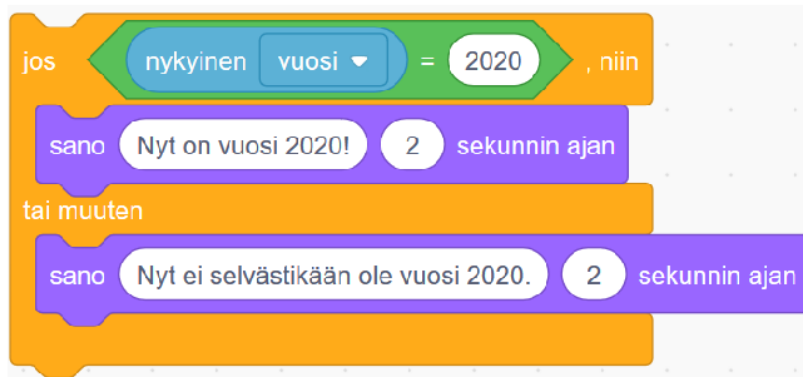 jos nykyinen vuosi = 2020 , niin
sano Nyt on vuosi 2020! 2 sekunnin ajan
tai muuten
sano Nyt ei selvästikään ole vuosi 2020. 2 sekunnin ajan